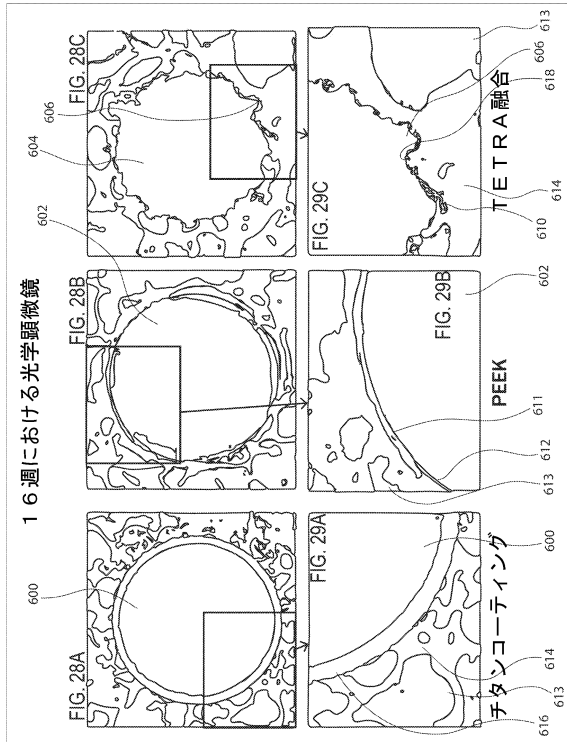 16週における光学顕微鏡
FIG. 28A
600
FIG. 28B
602
FIG. 28C
604
606
FIG. 29A
600
616
613
614
チタンコーティング
FIG. 29B
602
613
612
611
PEEK
FIG. 29C
610
614
618
606
613
TETRA融合